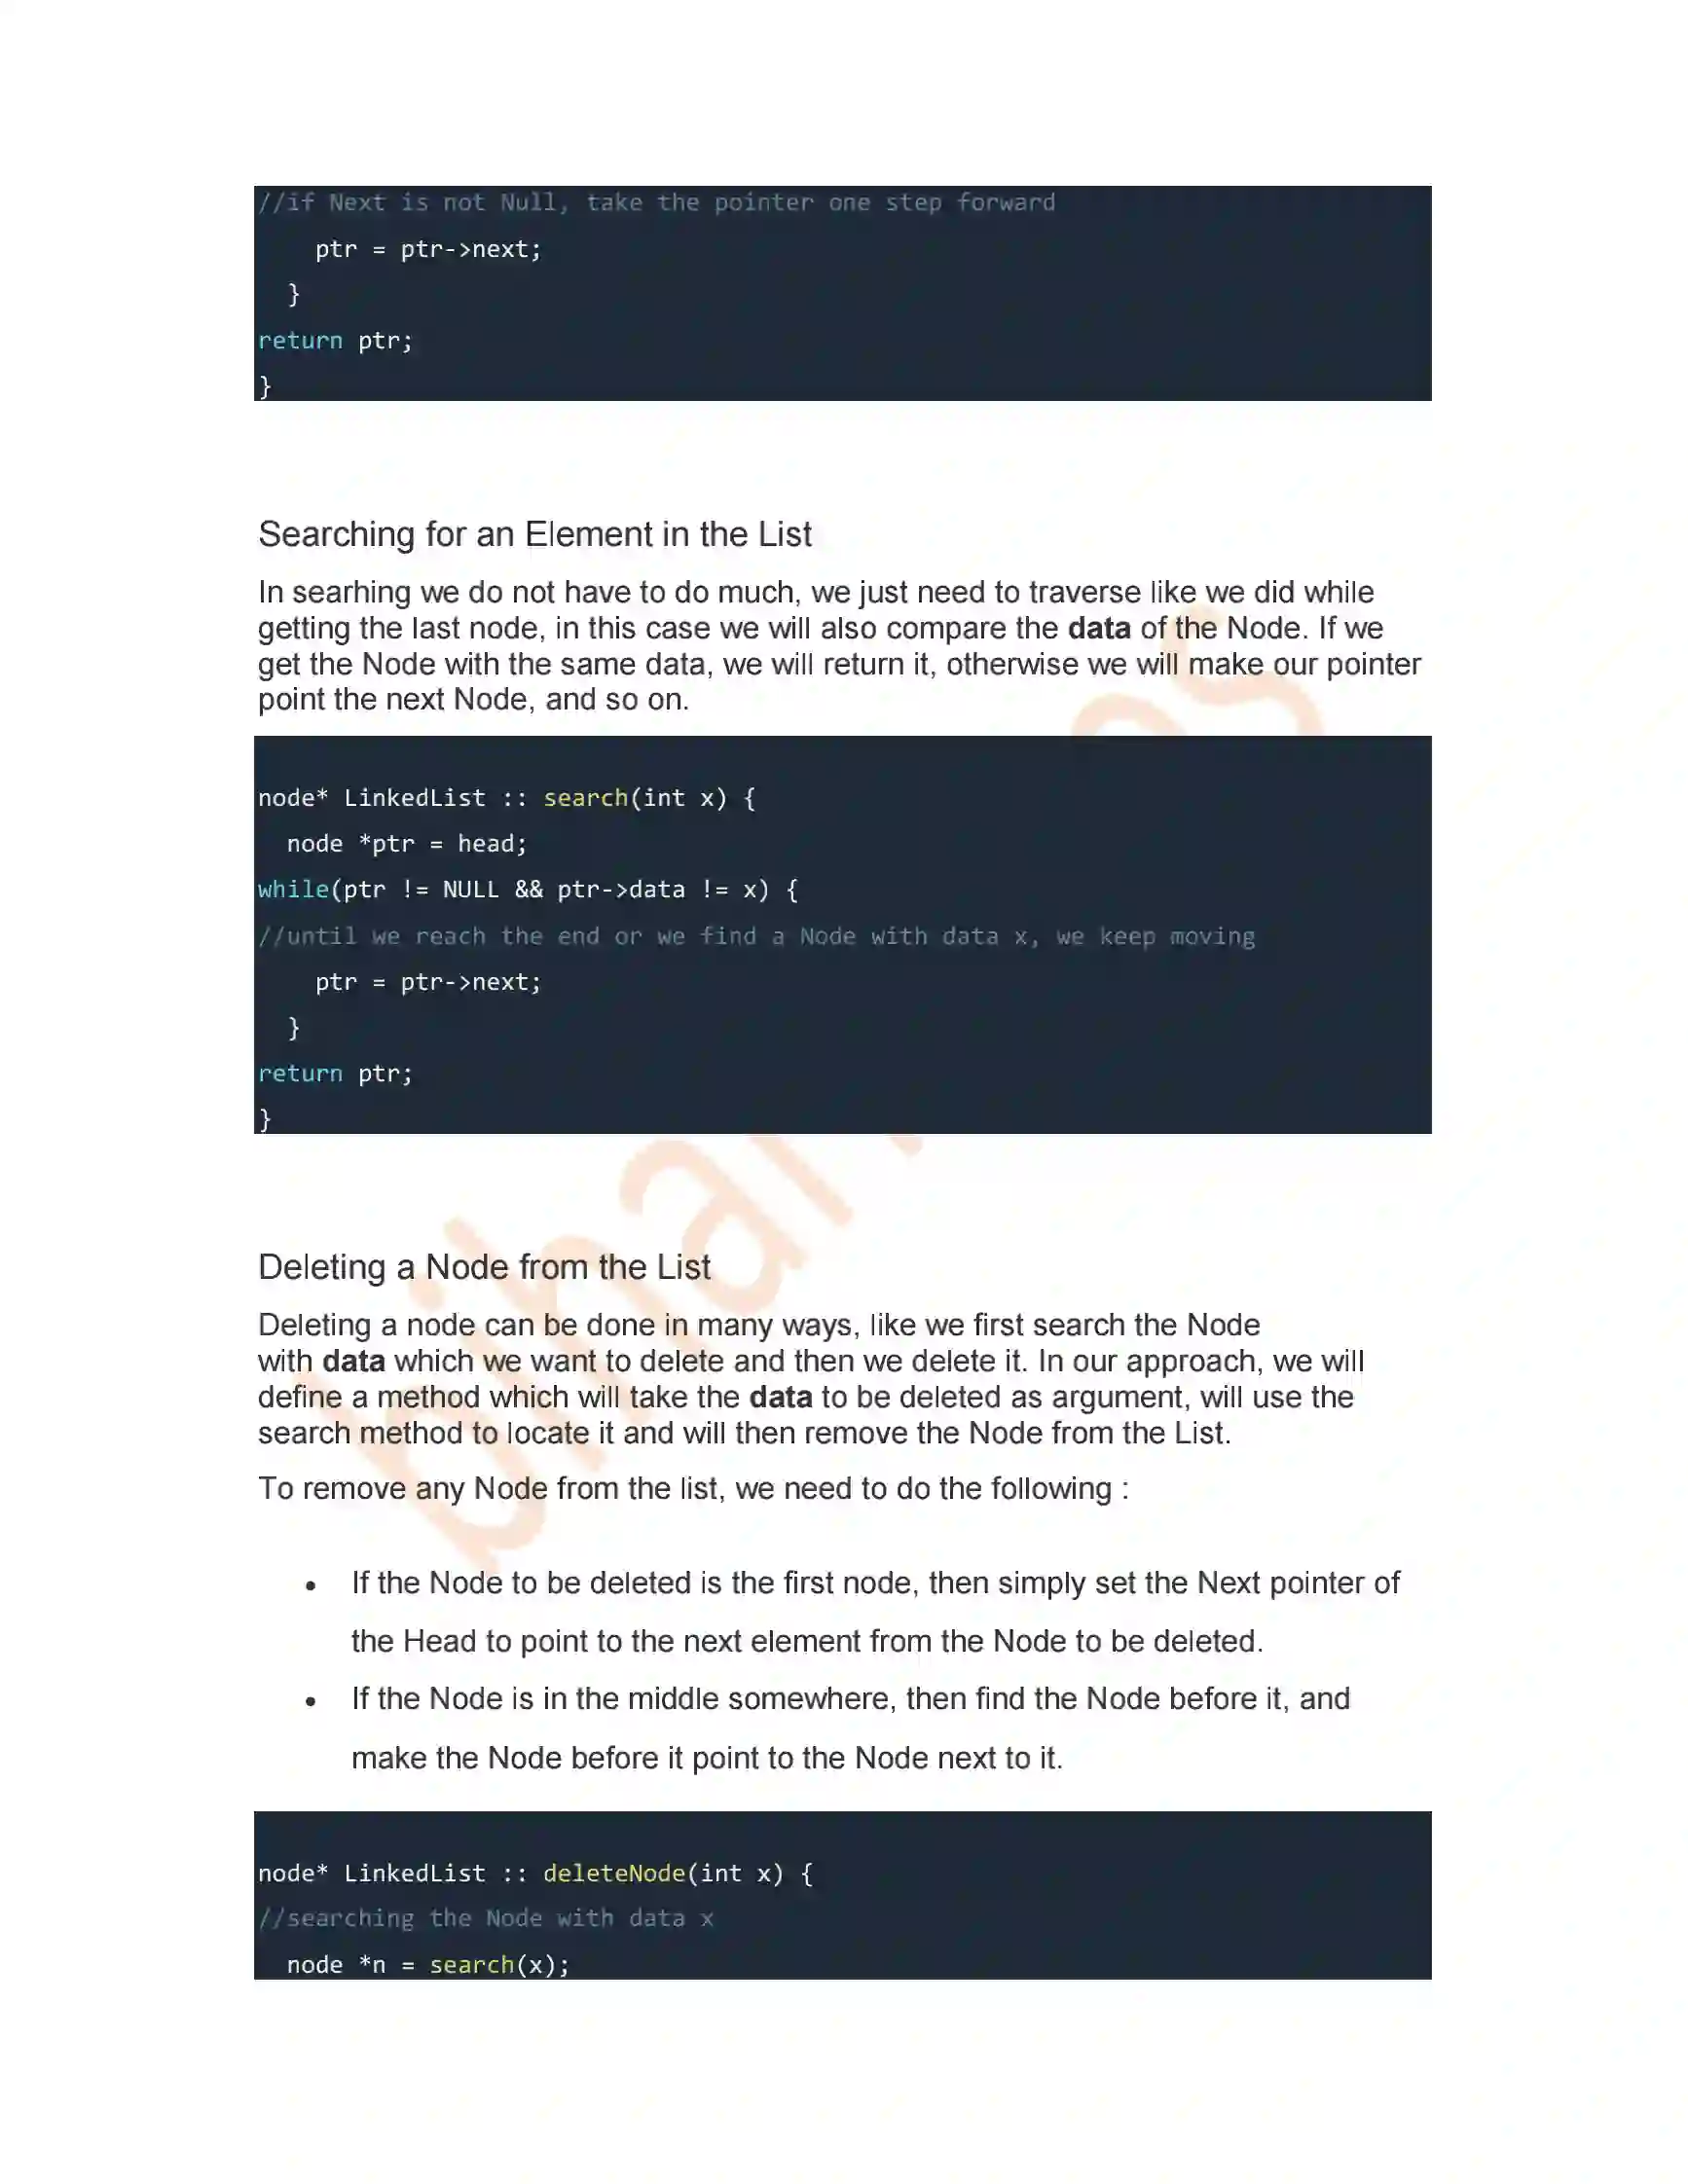 //if Next is not Null, take the pointer one step forward
ptr = ptr->next;
}
return ptr;
}
Searching for an Element in the List
In searhing we do not have to do much, we just need to traverse like we did while
getting the last node, in this case we will also compare the data of the Node. If we
get the Node with the same data, we will return it, otherwise we will make our pointer
point the next Node, and so on.
node* LinkedList :: search(int x) {
node *ptr = head;
while(ptr != NULL && ptr->data != x) {
//until we reach the end or we find a Node with data x, we keep moving
ptr = ptr->next;
}
return ptr;
}
Deleting a Node from the List
Deleting a node can be done in many ways, like we first search the Node
with data which we want to delete and then we delete it. In our approach, we will
define a method which will take the data to be deleted as argument, will use the
search method to locate it and will then remove the Node from the List.
To remove any Node from the list, we need to do the following :
• If the Node to be deleted is the first node, then simply set the Next pointer of
the Head to point to the next element from the Node to be deleted.
• If the Node is in the middle somewhere, then find the Node before it, and
make the Node before it point to the Node next to it.
node* LinkedList :: deleteNode(int x) {
//searching the Node with data x
node *n = search(x);